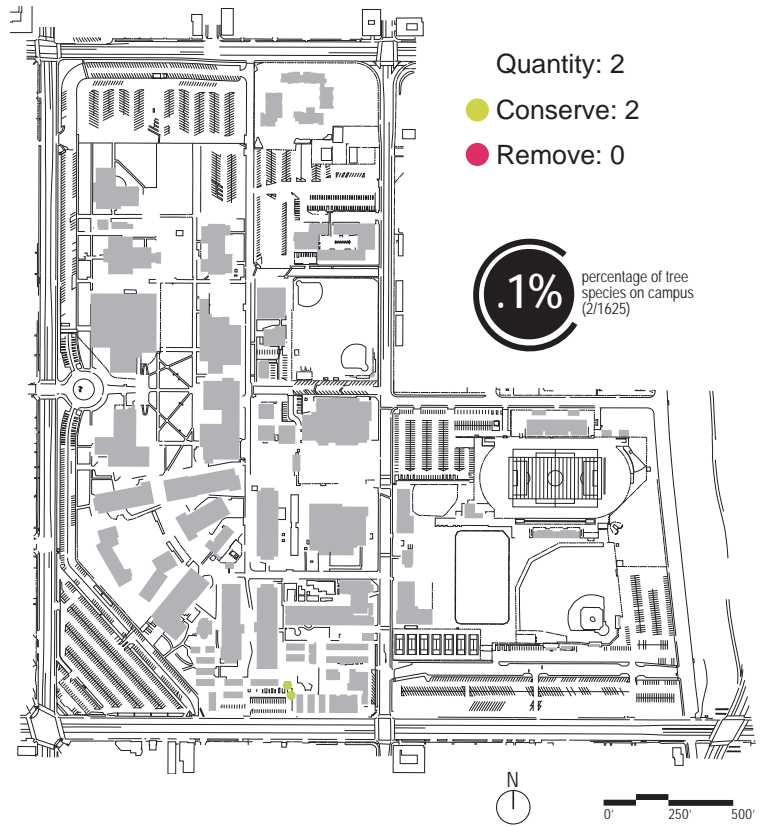 Quantity: 2
Conserve: 2
Remove: 0
.1%
percentage of tree
species on campus
(2/1625)
N
0' 250' 500'